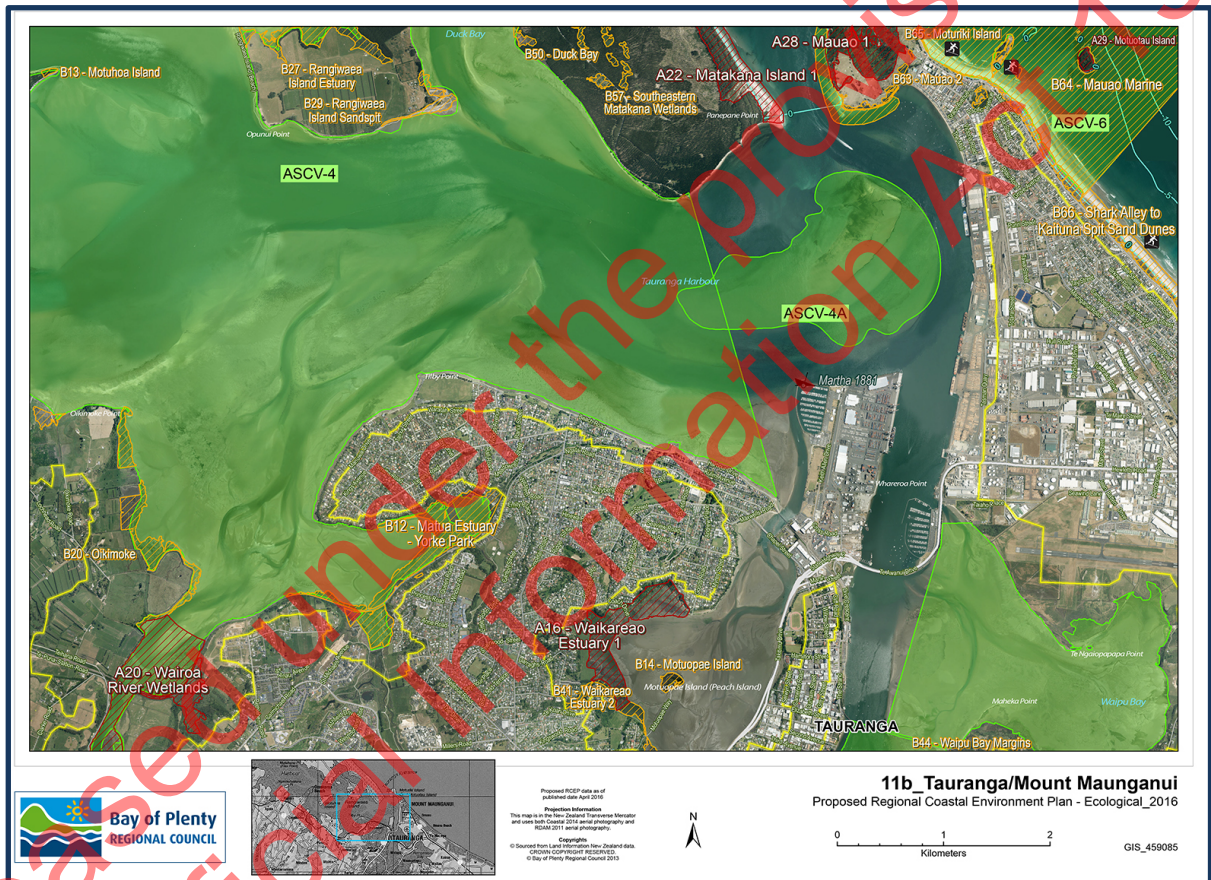 Duck Bay
B65 - Moturiki Island
A28 - Mauao 1
A29 - Motuotau Island
B50 - Duck Bay
B13 - Motuhoa Island
B27 - Rangiwaea
Island Estuary
A22 - Matakana Island 1
B63 - Mauao 2
B64 - Mauao Marine
B57 - Southeastern
Matakana Wetlands
B29 - Rangiwaea
Island Sandspit
Panepane Point
0
-10
ASCV-6
Opunui Point
ASCV-4
-5
B66 - Shark Alley to
Kaituna Spit Sand Dunes
0
Tauranga Harbour
ASCV-4A
Martha 1881
Oikimoke Point
Whareroa Point
B12 - Matua Estuary
- Yorke Park
B20 - Oikimoke
A16 - Waikareao
Estuary 1
Te Ngaiopapapa Point
B14 - Motuopae Island
A20 - Wairoa
River Wetlands
Motuopae Island (Peach Island)
B41 - Waikareao
Estuary 2
Maheka Point
Waipu Bay
TAURANGA
B44 - Waipu Bay Margins
Released under the provis
Official Information Act 19
Bay of Plenty
REGIONAL COUNCIL
MOUNT MAUNGANUI
TAURANGA
Proposed RCEP data as of
published date April 2016
Projection Information
This map is in the New Zealand Transverse Mercator
and uses both Coastal 2014 aerial photography and
RDAM 2011 aerial photography.
Copyrights
© Sourced from Land Information New Zealand data.
CROWN COPYRIGHT RESERVED.
© Bay of Plenty Regional Council 2013
N
11b_Tauranga/Mount Maunganui
Proposed Regional Coastal Environment Plan - Ecological_2016
0 1 2
Kilometers
GIS_459085